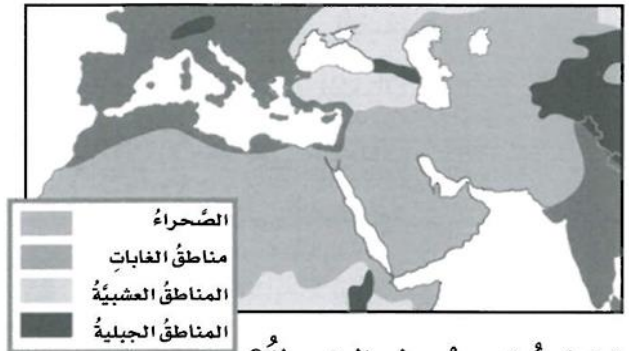 الصَّحراءُ
مناطقُ الغاباتِ
المناطقُ العشبيَّةُ
المناطقُ الجبليةُ